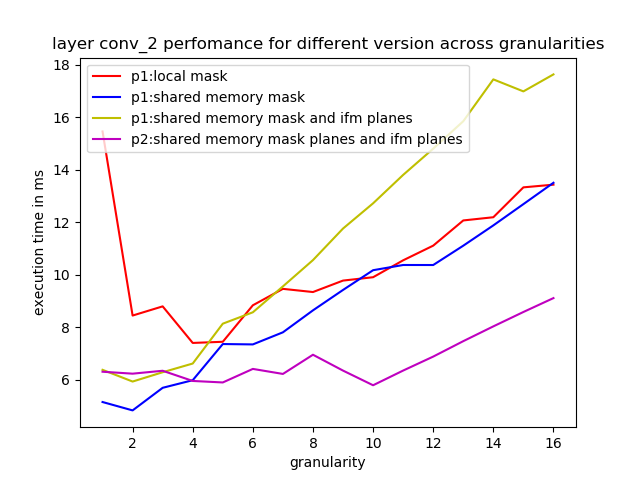 layer conv_2 perfomance for different version across granularities
p1:local mask
p1:shared memory mask
p1:shared memory mask and ifm planes
p2:shared memory mask planes and ifm planes
execution time in ms
18
16
14
12
10
8
6
2 4 6 8 10 12 14 16
granularity